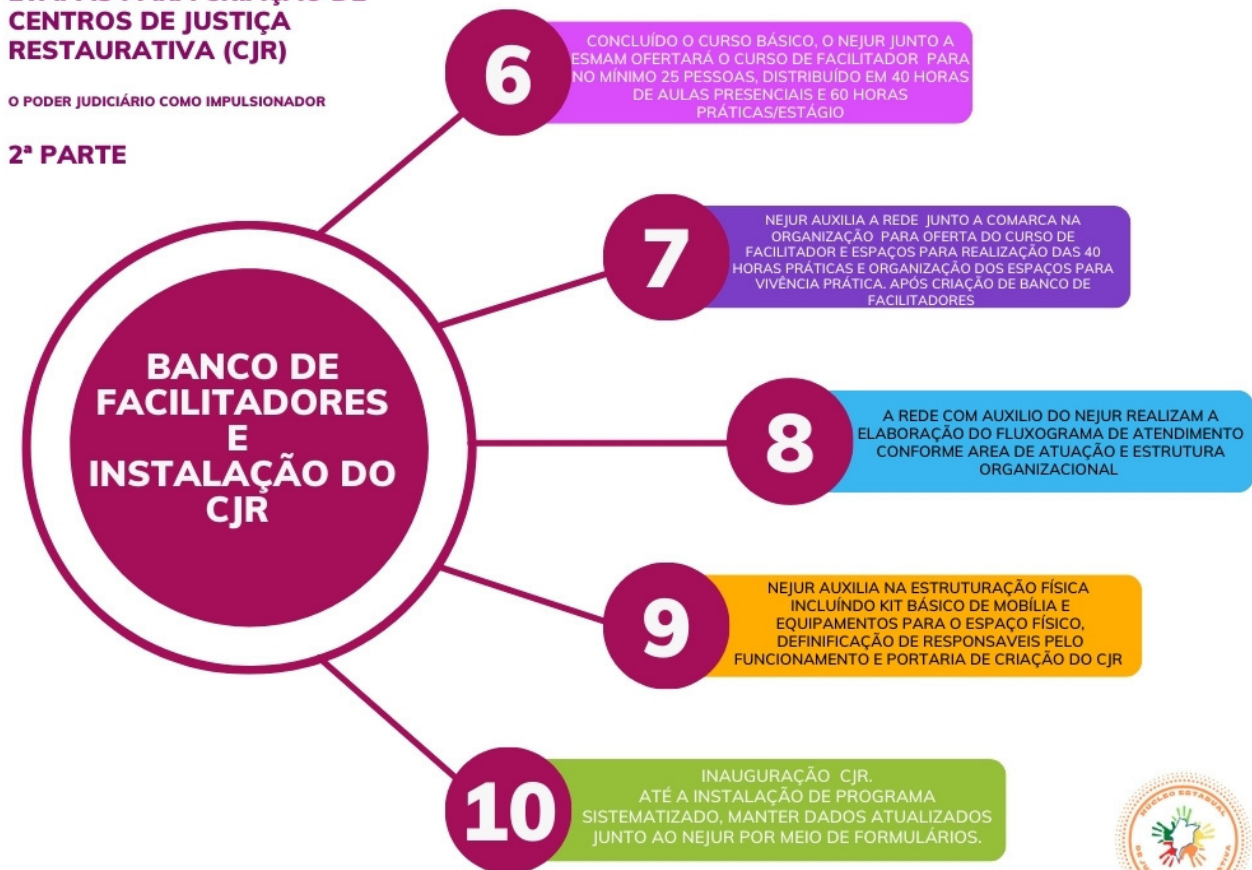 CENTROS DE JUSTIÇA
RESTAURATIVA (CJR)
O PODER JUDICIÁRIO COMO IMPULSIONADOR
2ª PARTE
BANCO DE
FACILITADORES
E
INSTALAÇÃO DO
CJR
6
CONCLUÍDO O CURSO BÁSICO, O NEJUR JUNTO A
ESMAM OFERTARÁ O CURSO DE FACILITADOR PARA
NO MÍNIMO 25 PESSOAS, DISTRIBUÍDO EM 40 HORAS
DE AULAS PRESENCIAIS E 60 HORAS
PRÁTICAS/ESTÁGIO
7
NEJUR AUXILIA A REDE JUNTO A COMARCA NA
ORGANIZAÇÃO PARA OFERTA DO CURSO DE
FACILITADOR E ESPAÇOS PARA REALIZAÇÃO DAS 40
HORAS PRÁTICAS E ORGANIZAÇÃO DOS ESPAÇOS PARA
VIVÊNCIA PRÁTICA. APÓS CRIAÇÃO DE BANCO DE
FACILITADORES
8
A REDE COM AUXILIO DO NEJUR REALIZAM A
ELABORAÇÃO DO FLUXOGRAMA DE ATENDIMENTO
CONFORME AREA DE ATUAÇÃO E ESTRUTURA
ORGANIZACIONAL
9
NEJUR AUXILIA NA ESTRUTURAÇÃO FÍSICA
INCLUÍNDO KIT BÁSICO DE MOBÍLIA E
EQUIPAMENTOS PARA O ESPAÇO FÍSICO,
DEFINIFICAÇÃO DE RESPONSAVEIS PELO
FUNCIONAMENTO E PORTARIA DE CRIAÇÃO DO CJR
10
INAUGURAÇÃO CJR.
ATÉ A INSTALAÇÃO DE PROGRAMA
SISTEMATIZADO, MANTER DADOS ATUALIZADOS
JUNTO AO NEJUR POR MEIO DE FORMULÁRIOS.
NÚCLEO ESTADUAL